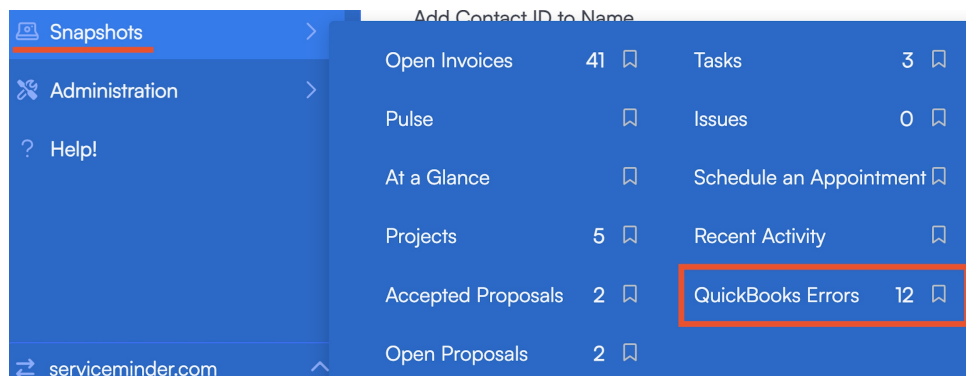 Add Contact ID to Name
Snapshots
Administration
? Help!
serviceminder.com
Open Invoices 41
Pulse
At a Glance
Projects 5
Accepted Proposals 2
Open Proposals 2
Tasks 3
Issues 0
Schedule an Appointment
Recent Activity
QuickBooks Errors 12